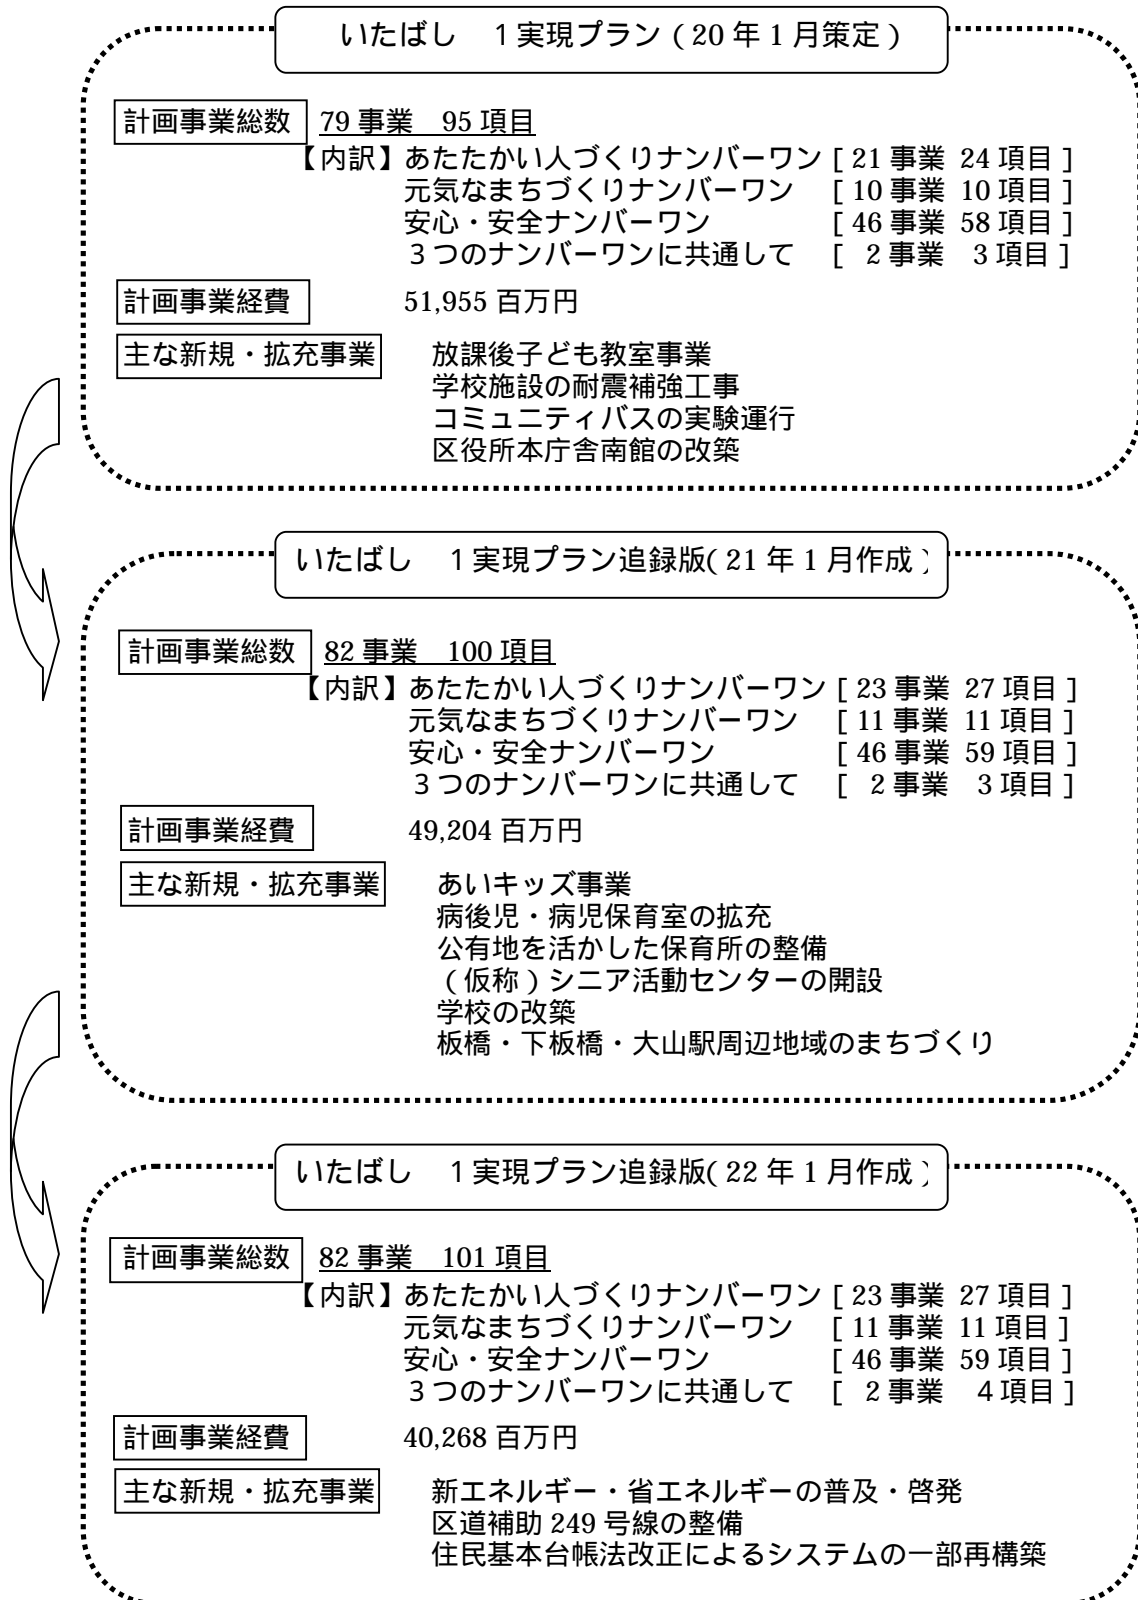 いたばし　１実現プラン（20年1月策定）
計画事業総数　79事業　95項目
【内訳】あたたかい人づくりナンバーワン［21事業 24項目］
元気なまちづくりナンバーワン　［10事業 10項目］
安心・安全ナンバーワン　［46事業 58項目］
３つのナンバーワンに共通して　［ 2事業　3項目］
計画事業経費　51,955百万円
主な新規・拡充事業　放課後子ども教室事業
学校施設の耐震補強工事
コミュニティバスの実験運行
区役所本庁舎南館の改築
いたばし　１実現プラン追録版(21年1月作成）
計画事業総数　82事業　100項目
【内訳】あたたかい人づくりナンバーワン［23事業 27項目］
元気なまちづくりナンバーワン　［11事業 11項目］
安心・安全ナンバーワン　［46事業 59項目］
３つのナンバーワンに共通して　［ 2事業　3項目］
計画事業経費　49,204百万円
主な新規・拡充事業　あいキッズ事業
病後児・病児保育室の拡充
公有地を活かした保育所の整備
（仮称）シニア活動センターの開設
学校の改築
板橋・下板橋・大山駅周辺地域のまちづくり
いたばし　１実現プラン追録版(22年1月作成）
計画事業総数　82事業　101項目
【内訳】あたたかい人づくりナンバーワン［23事業 27項目］
元気なまちづくりナンバーワン　［11事業 11項目］
安心・安全ナンバーワン　［46事業 59項目］
３つのナンバーワンに共通して　［ 2事業　４項目］
計画事業経費　40,268百万円
主な新規・拡充事業　新エネルギー・省エネルギーの普及・啓発
区道補助249号線の整備
住民基本台帳法改正によるシステムの一部再構築